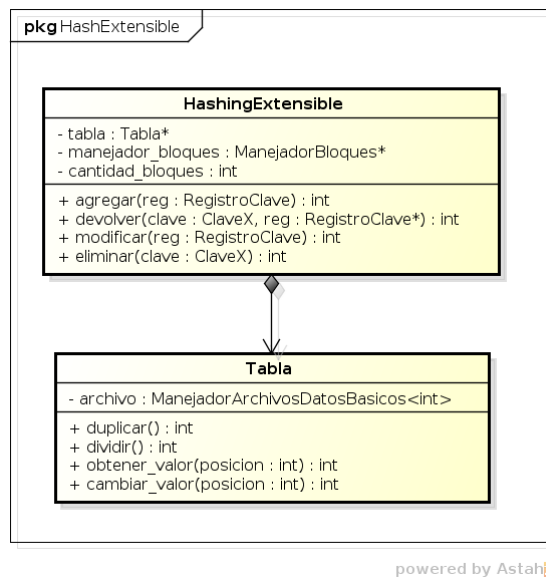 pkg HashExtensible
HashingExtensible
- tabla : Tabla*
- manejador_bloques : ManejadorBloques*
- cantidad_bloques : int
+ agregar(reg : RegistroClave) : int
+ devolver(clave : ClaveX, reg : RegistroClave*) : int
+ modificar(reg : RegistroClave) : int
+ eliminar(clave : ClaveX) : int
Tabla
- archivo : ManejadorArchivosDatosBasicos<int>
+ duplicar() : int
+ dividir() : int
+ obtener_valor(posicion : int) : int
+ cambiar_valor(posicion : int) : int
powered by Astah